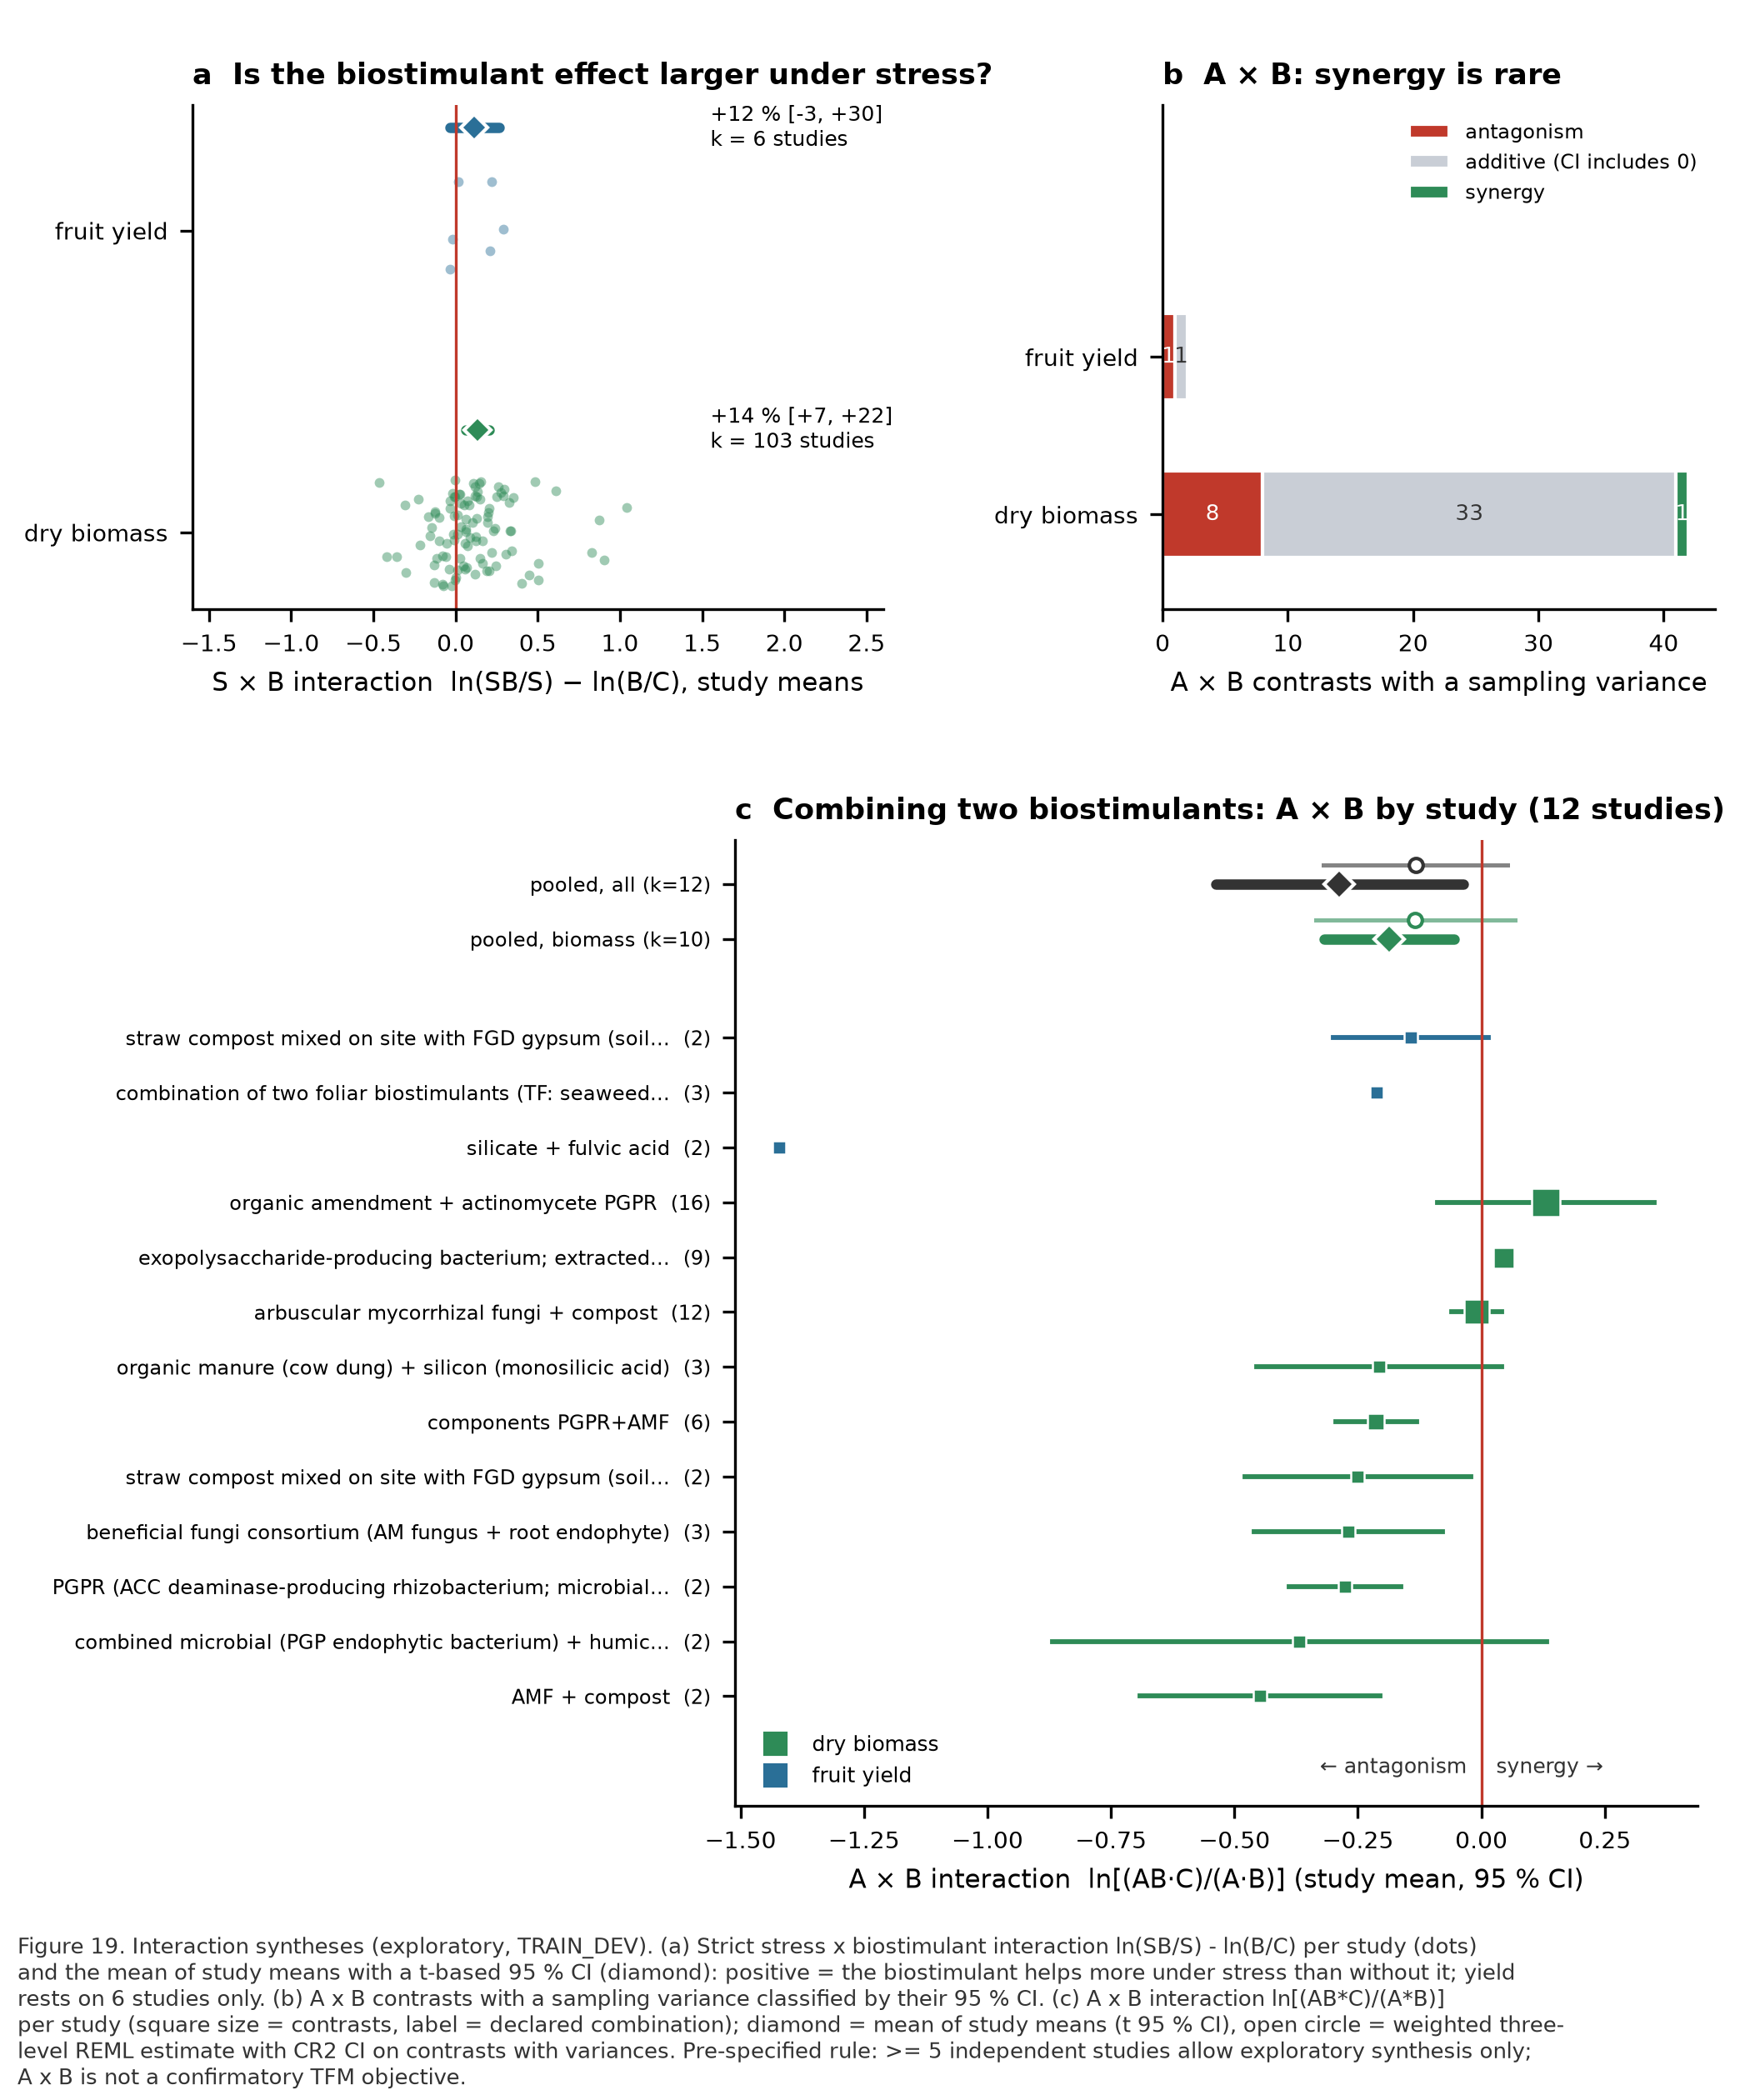 a  Is the biostimulant effect larger under stress?
+12 % [-3, +30]
k = 6 studies
fruit yield
+14 % [+7, +22]
k = 103 studies
dry biomass
−1.5 −1.0 −0.5 0.0 0.5 1.0 1.5 2.0 2.5
S × B interaction  ln(SB/S) − ln(B/C), study means
b  A × B: synergy is rare
antagonism
additive (CI includes 0)
synergy
fruit yield
1 1
dry biomass
8 33 1
0 10 20 30 40
A × B contrasts with a sampling variance
c  Combining two biostimulants: A × B by study (12 studies)
pooled, all (k=12)
pooled, biomass (k=10)
straw compost mixed on site with FGD gypsum (soil…  (2)
combination of two foliar biostimulants (TF: seaweed…  (3)
silicate + fulvic acid  (2)
organic amendment + actinomycete PGPR  (16)
exopolysaccharide-producing bacterium; extracted…  (9)
arbuscular mycorrhizal fungi + compost  (12)
organic manure (cow dung) + silicon (monosilicic acid)  (3)
components PGPR+AMF  (6)
straw compost mixed on site with FGD gypsum (soil…  (2)
beneficial fungi consortium (AM fungus + root endophyte)  (3)
PGPR (ACC deaminase-producing rhizobacterium; microbial…  (2)
combined microbial (PGP endophytic bacterium) + humic…  (2)
AMF + compost  (2)
dry biomass
fruit yield
← antagonism synergy →
−1.50 −1.25 −1.00 −0.75 −0.50 −0.25 0.00 0.25
A × B interaction  ln[(AB·C)/(A·B)] (study mean, 95 % CI)
Figure 19. Interaction syntheses (exploratory, TRAIN_DEV). (a) Strict stress x biostimulant interaction ln(SB/S) - ln(B/C) per study (dots)
and the mean of study means with a t-based 95 % CI (diamond): positive = the biostimulant helps more under stress than without it; yield
rests on 6 studies only. (b) A x B contrasts with a sampling variance classified by their 95 % CI. (c) A x B interaction ln[(AB*C)/(A*B)]
per study (square size = contrasts, label = declared combination); diamond = mean of study means (t 95 % CI), open circle = weighted three-
level REML estimate with CR2 CI on contrasts with variances. Pre-specified rule: >= 5 independent studies allow exploratory synthesis only;
A x B is not a confirmatory TFM objective.